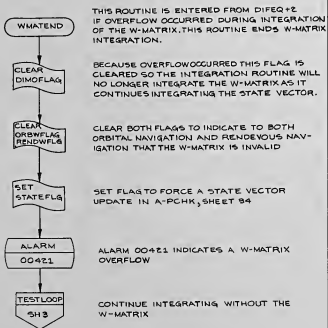 WMATEND
THIS ROUTINE IS ENTERED FROM DIFEQ+2
IF OVERFLOW OCCURRED DURING INTEGRATION
OF THE W-MATRIX. THIS ROUTINE ENDS W-MATRIX
INTEGRATION.
CLEAR
DIMOFLAG
BECAUSE OVERFLOW OCCURRED THIS FLAG IS
CLEARED SO THE INTEGRATION ROUTINE WILL
NO LONGER INTEGRATE THE W-MATRIX AS IT
CONTINUES INTEGRATING THE STATE VECTOR.
CLEAR
ORBWFLAG
RENDWFLG
CLEAR BOTH FLAGS TO INDICATE TO BOTH
ORBITAL NAVIGATION AND RENDEVOUS NAV-
IGATION THAT THE W-MATRIX IS INVALID
SET
STATEFLG
SET FLAG TO FORCE A STATE VECTOR
UPDATE IN A-PCHK, SHEET 84
ALARM
00421
ALARM 00421 INDICATES A W-MATRIX
OVERFLOW
TESTLOOP
SH 3
CONTINUE INTEGRATING WITHOUT THE
W-MATRIX